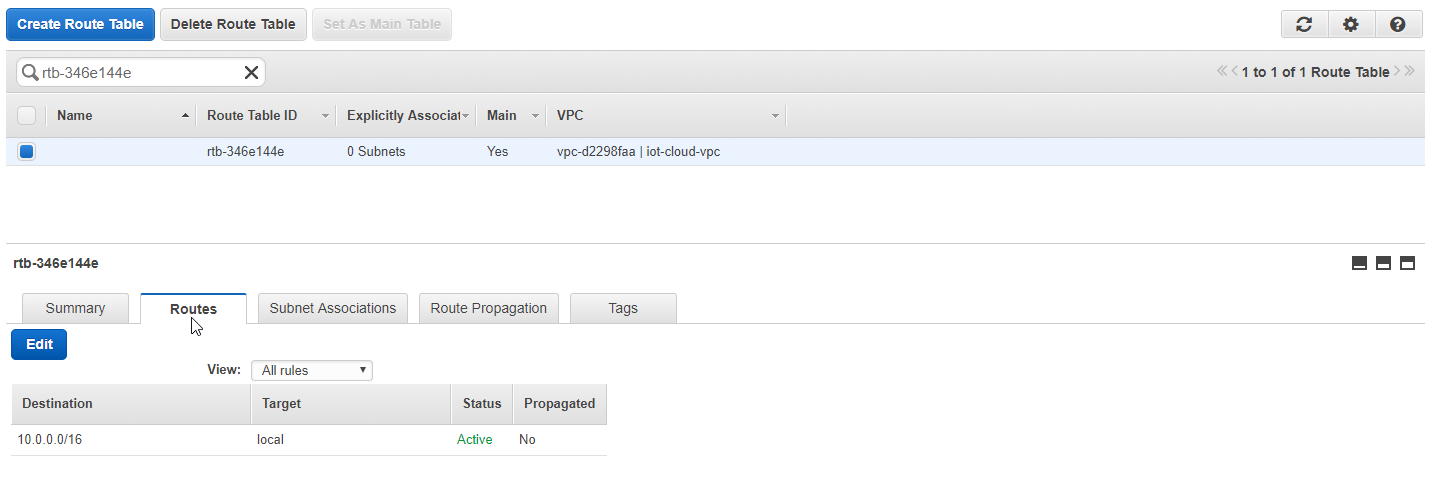 Create Route Table Delete Route Table Set As Main Table
rtb-346e144e 1 to 1 of 1 Route Table
Name Route Table ID Explicitly Associat Main VPC
rtb-346e144e 0 Subnets Yes vpc-d2298faa | iot-cloud-vpc
rtb-346e144e
Summary Routes Subnet Associations Route Propagation Tags
Edit
View: All rules
Destination Target Status Propagated
10.0.0.0/16 local Active No